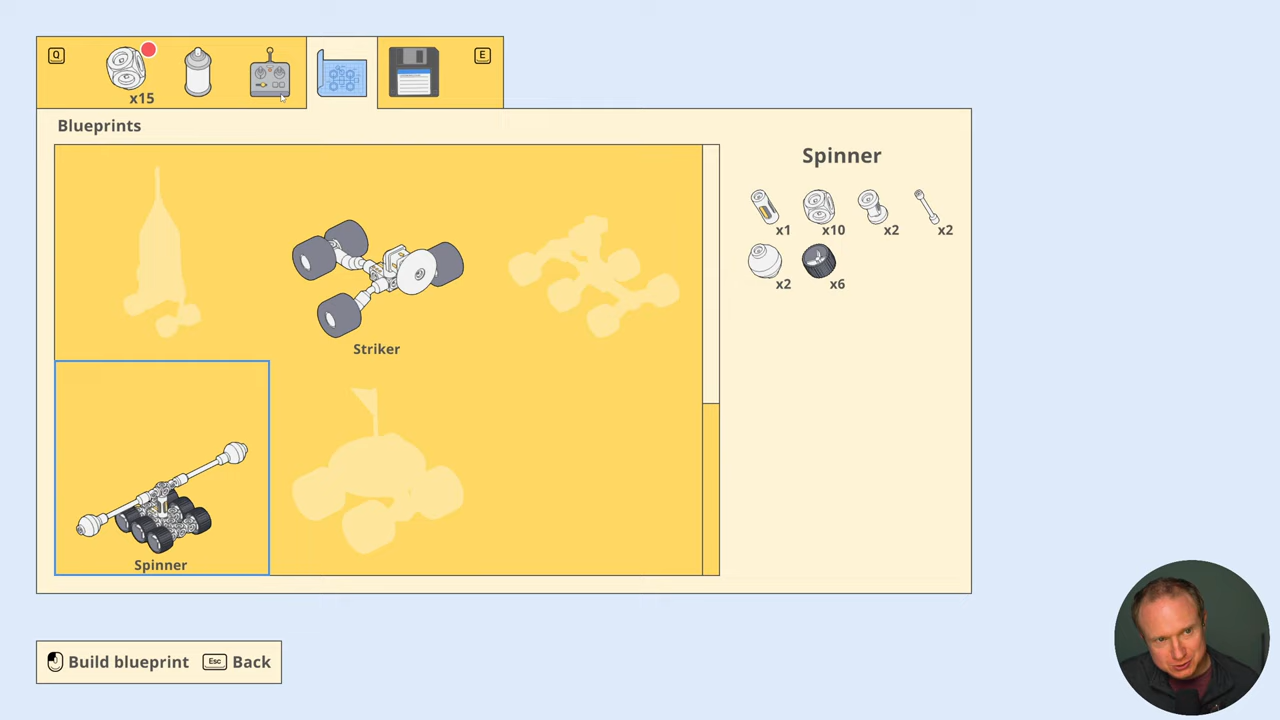 Q
E
x15
Blueprints
Spinner
x1
x10
x2
x2
x2
x6
Striker
Spinner
Build blueprint
Esc
Back